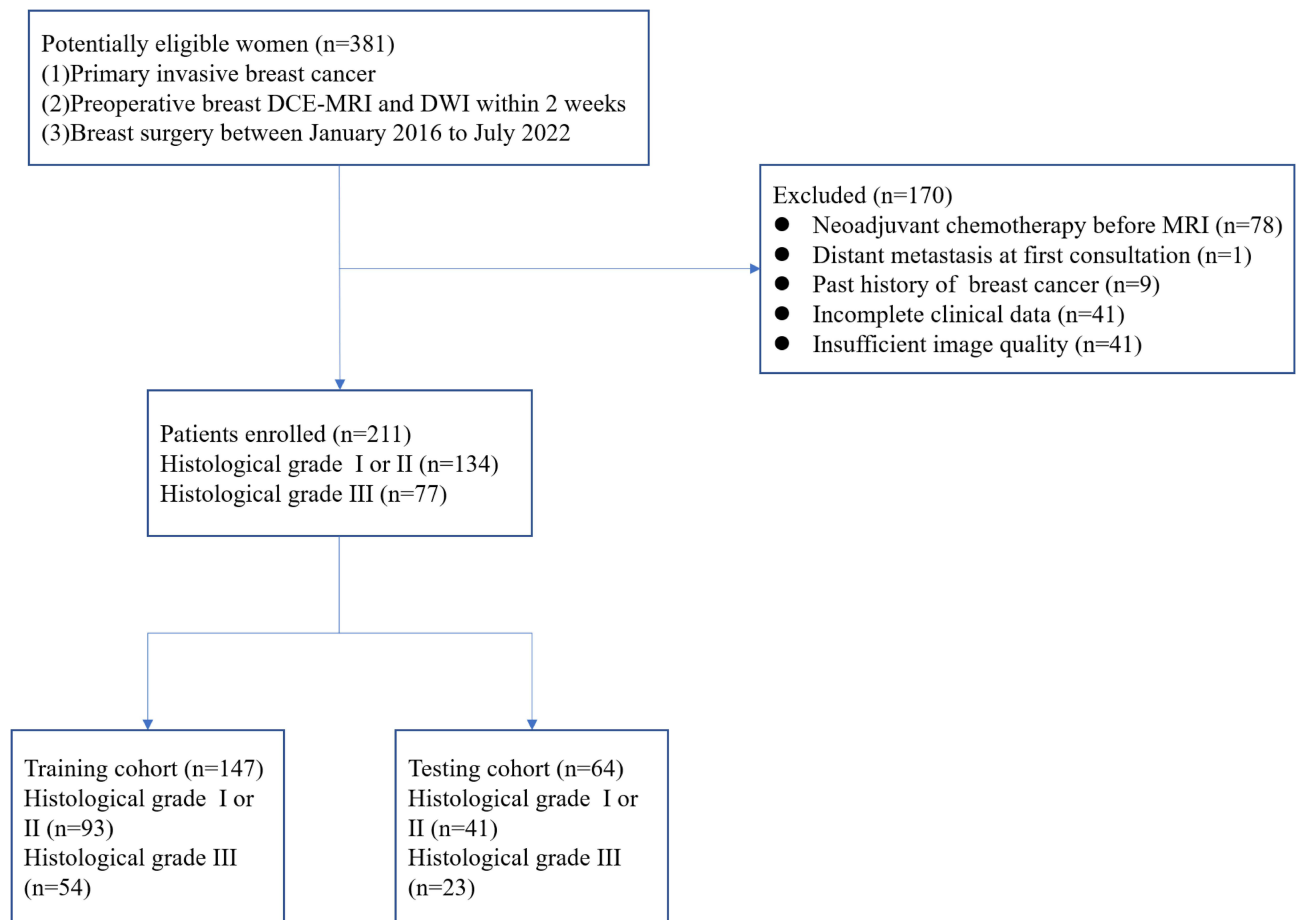 Potentially eligible women (n=381)
(1)Primary invasive breast cancer
(2)Preoperative breast DCE-MRI and DWI within 2 weeks
(3)Breast surgery between January 2016 to July 2022
Excluded (n=170)
● Neoadjuvant chemotherapy before MRI (n=78)
● Distant metastasis at first consultation (n=1)
● Past history of  breast cancer (n=9)
● Incomplete clinical data (n=41)
● Insufficient image quality (n=41)
Patients enrolled (n=211)
Histological grade  I or II (n=134)
Histological grade III (n=77)
Training cohort (n=147)
Histological grade  I or
II (n=93)
Histological grade III
(n=54)
Testing cohort (n=64)
Histological grade  I or
II (n=41)
Histological grade III
(n=23)